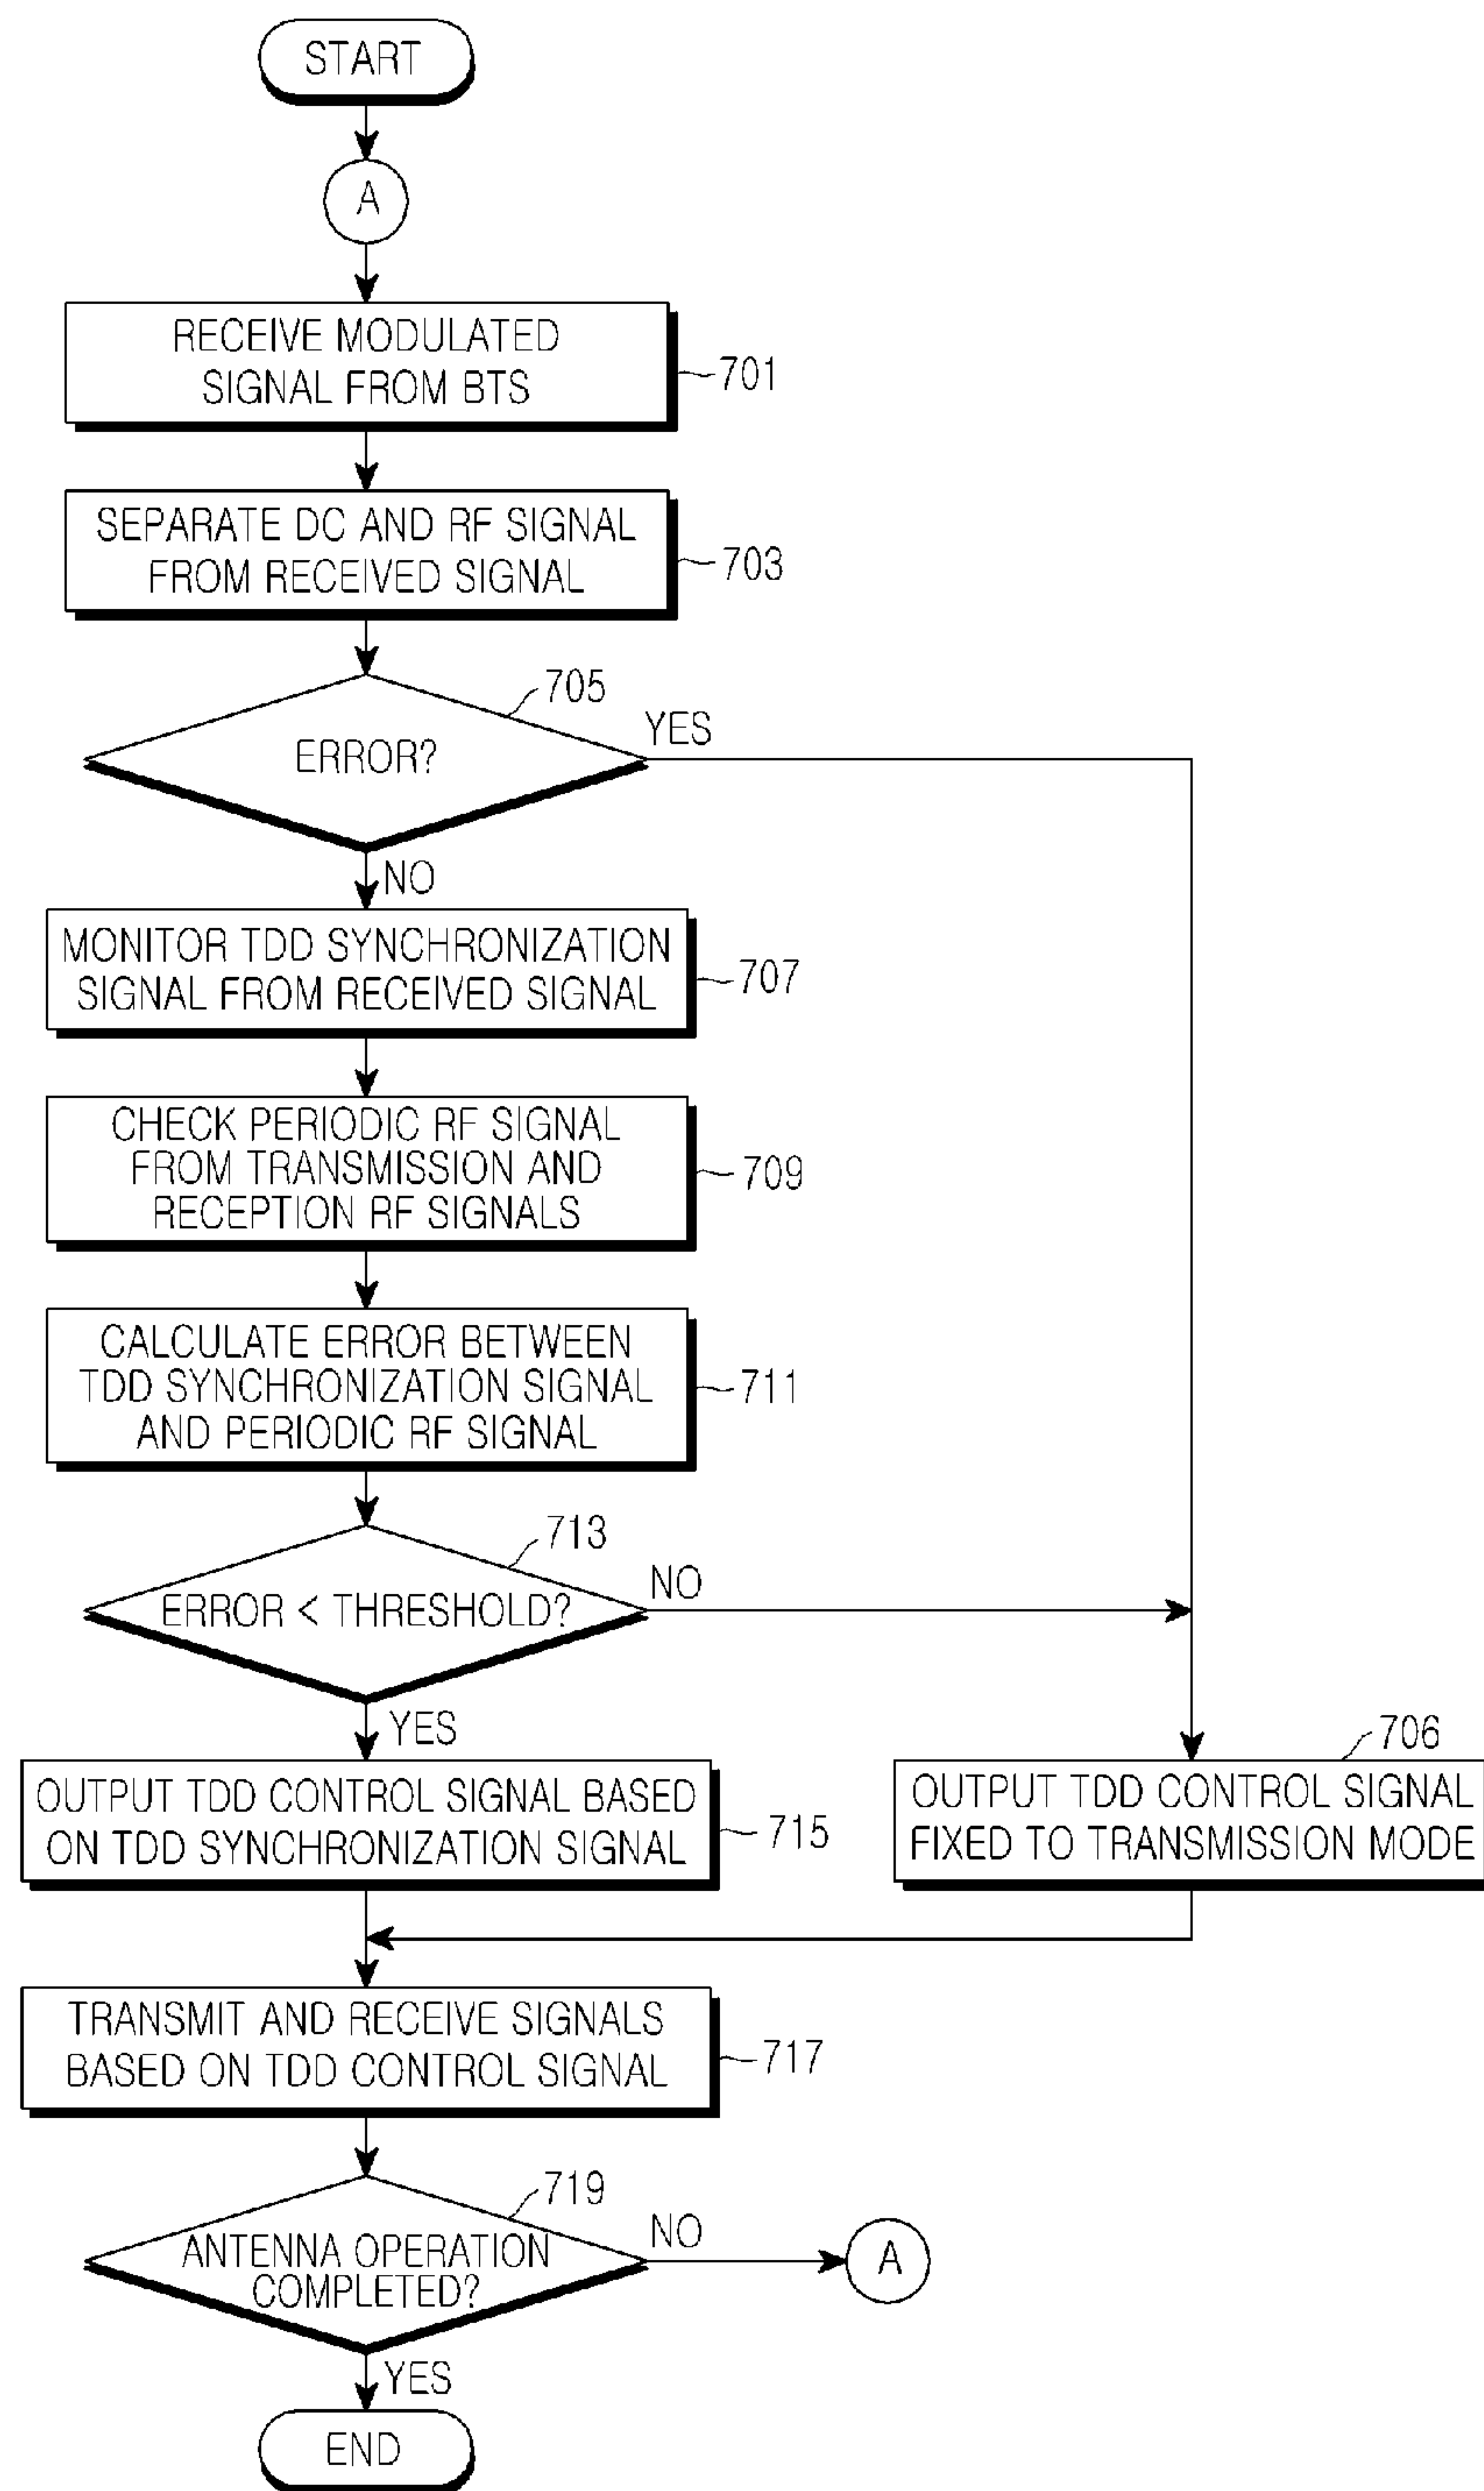 START
A
RECEIVE MODULATED
SIGNAL FROM BTS
701
SEPARATE DC AND RF SIGNAL
FROM RECEIVED SIGNAL
703
705
ERROR?
YES
NO
MONITOR TDD SYNCHRONIZATION
SIGNAL FROM RECEIVED SIGNAL
707
CHECK PERIODIC RF SIGNAL
FROM TRANSMISSION AND
RECEPTION RF SIGNALS
709
CALCULATE ERROR BETWEEN
TDD SYNCHRONIZATION SIGNAL
AND PERIODIC RF SIGNAL
711
713
ERROR < THRESHOLD?
NO
YES
OUTPUT TDD CONTROL SIGNAL BASED
ON TDD SYNCHRONIZATION SIGNAL
715
706
OUTPUT TDD CONTROL SIGNAL
FIXED TO TRANSMISSION MODE
TRANSMIT AND RECEIVE SIGNALS
BASED ON TDD CONTROL SIGNAL
717
719
ANTENNA OPERATION
COMPLETED?
NO
A
YES
END